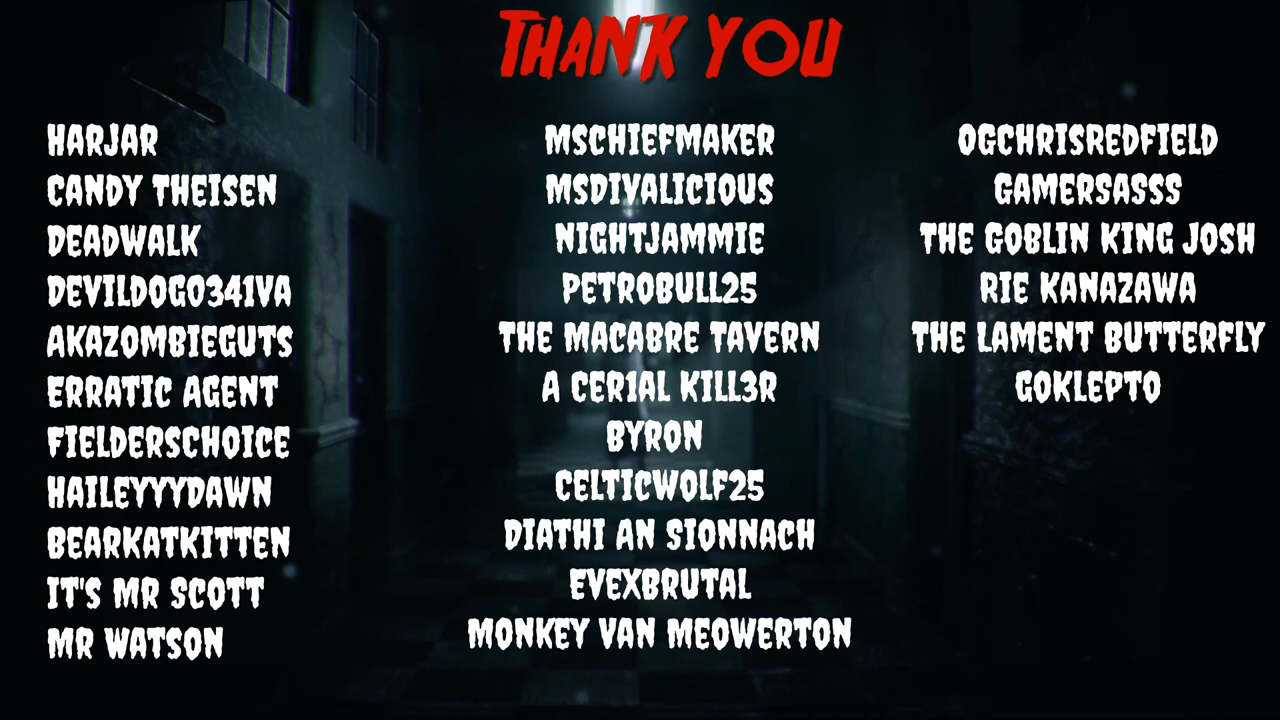 THANK YOU
HARJAR
CANDY THEISEN
DEADWALK
DEVILDOGO341VA
AKAZOMBIEGUTS
ERRATIC AGENT
FIELDERSCHOICE
HAILEYYYDAWN
BEARKATKITTEN
IT'S MR SCOTT
MR WATSON
MSCHIEFMAKER
MSDIVALICIOUS
NIGHTJAMMIE
PETROBULL25
THE MACABRE TAVERN
A CER1AL KILL3R
BYRON
CELTICWOLF25
DIATHI AN SIONNACH
EVEXBRUTAL
MONKEY VAN MEOWERTON
OGCHRISREDFIELD
GAMERSASSS
THE GOBLIN KING JOSH
RIE KANAZAWA
THE LAMENT BUTTERFLY
GOKLEPTO